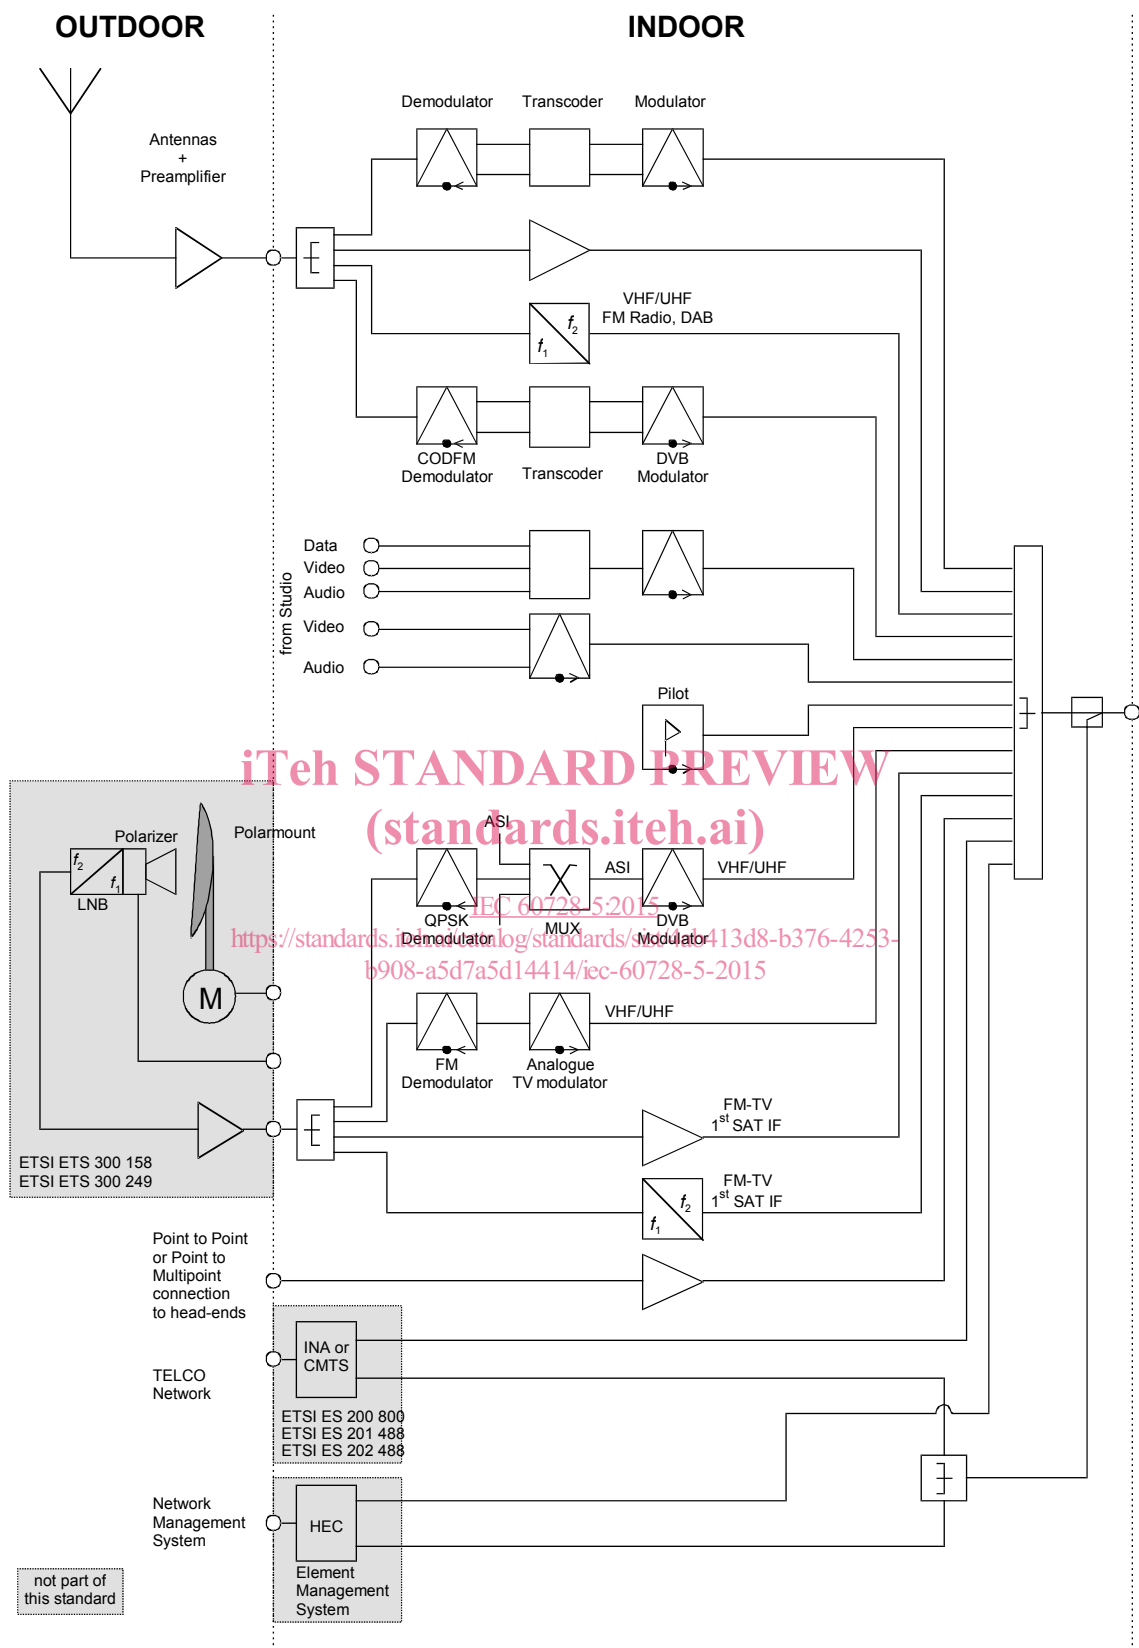 OUTDOOR
INDOOR
Demodulator
Transcoder
Modulator
Antennas
+
Preamplifier
VHF/UHF
FM Radio, DAB
f2
f1
CODFM
Demodulator
Transcoder
DVB
Modulator
from Studio
Data
Video
Audio
Video
Audio
Pilot
iTeh STANDARD PREVIEW
(standards.iteh.ai)
Polarizer
Polarmount
f2
f1
LNB
ASI
ASI
VHF/UHF
IEC 60728-5:2015
QPSK
Demodulator
MUX
DVB
Modulator
b908-a5d7a5d14414/iec-60728-5-2015
M
VHF/UHF
FM
Demodulator
Analogue
TV modulator
FM-TV
1st SAT IF
FM-TV
1st SAT IF
f2
f1
ETSI ETS 300 158
ETSI ETS 300 249
Point to Point
or Point to
Multipoint
connection
to head-ends
INA or
CMTS
TELCO
Network
ETSI ES 200 800
ETSI ES 201 488
ETSI ES 202 488
Network
Management
System
HEC
Element
Management
System
not part of
this standard